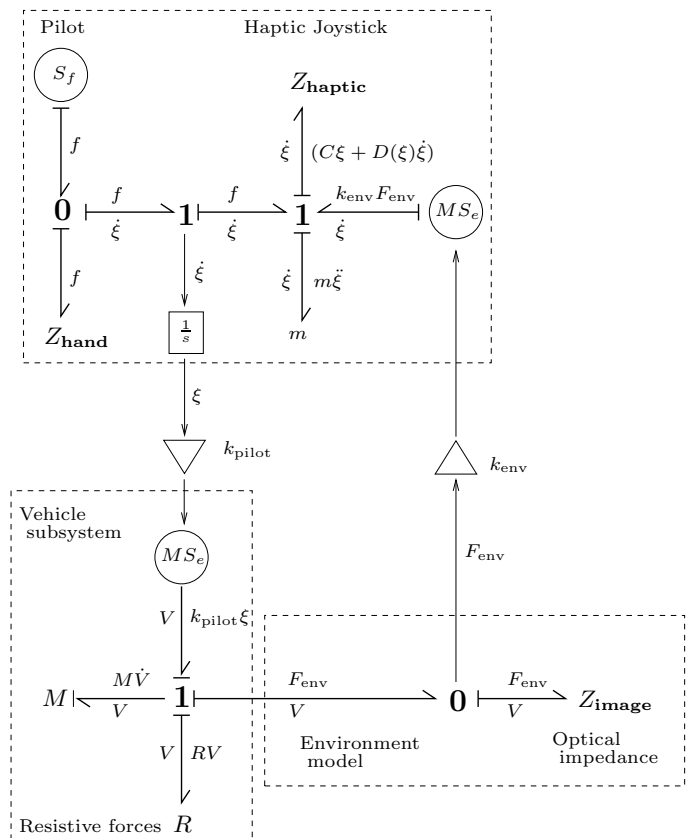 Pilot
Haptic Joystick
S_f
Z_haptic
f
ξ̇ (Cξ + D(ξ)ξ̇)
f f k_env F_env
0 1 1 MS_e
ξ̇ ξ̇ ξ̇
f ξ̇ ξ̇ mξ̈
Z_hand 1/s m
ξ
k_pilot
k_env
Vehicle
subsystem
MS_e
F_env
V k_pilot ξ
MV̇ F_env F_env
M 1 0 Z_image
V V V
V RV
Environment
model
Optical
impedance
Resistive forces R